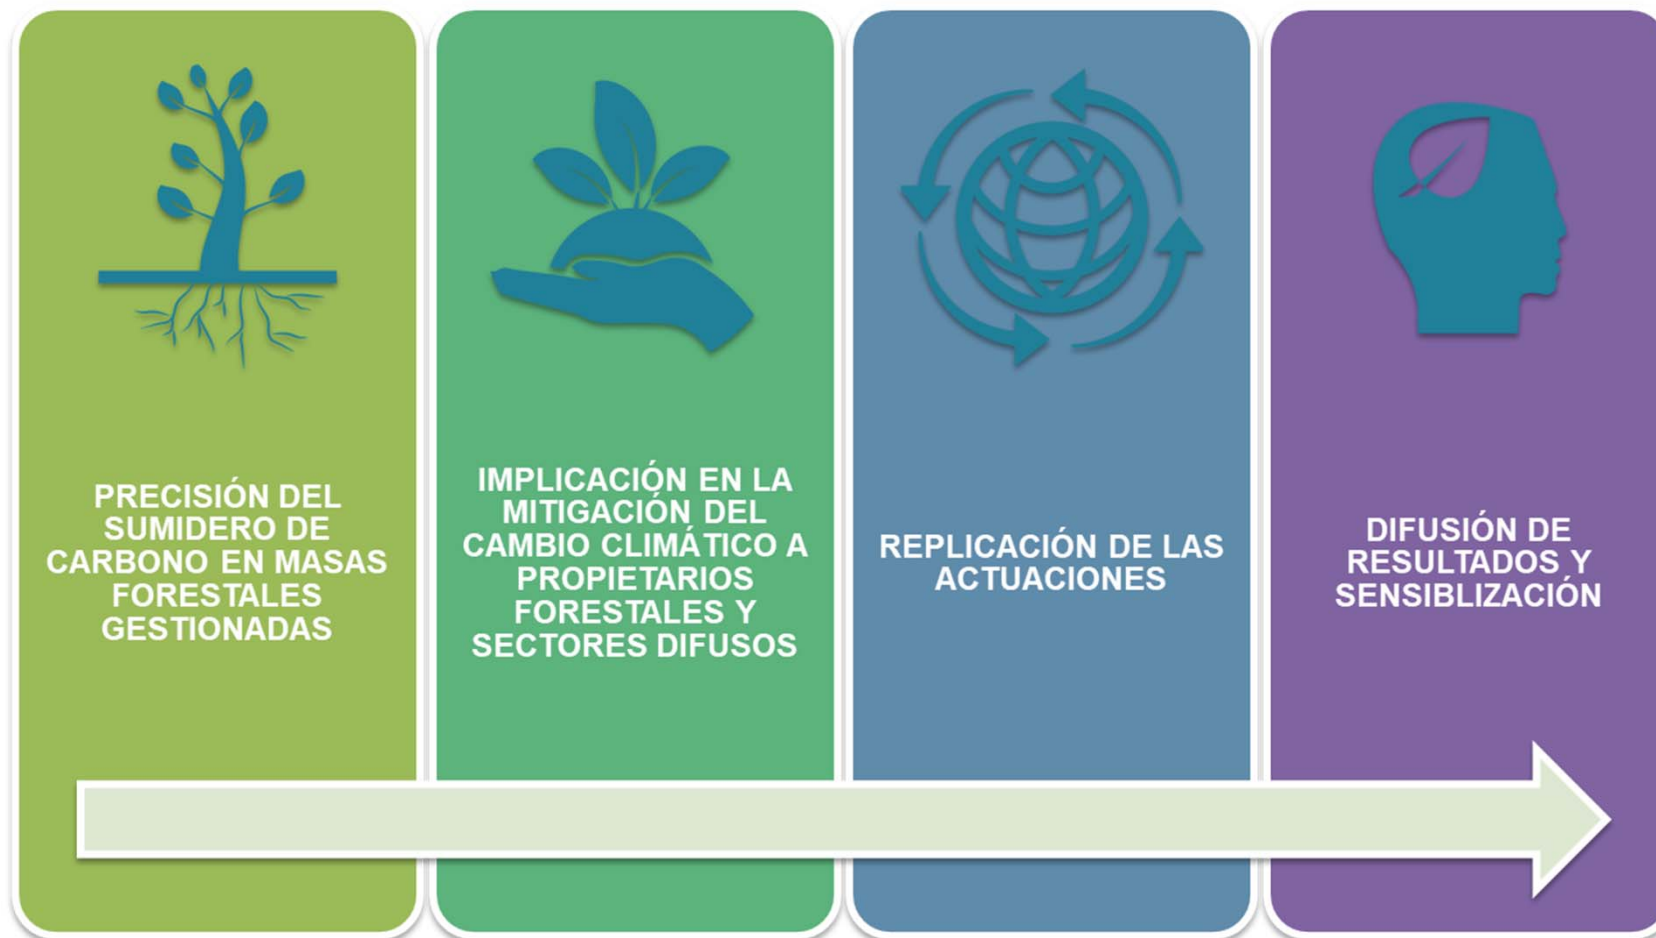 PRECISIÓN DEL
SUMIDERO DE
CARBONO EN MASAS
FORESTALES
GESTIONADAS
IMPLICACIÓN EN LA
MITIGACIÓN DEL
CAMBIO CLIMÁTICO A
PROPIETARIOS
FORESTALES Y
SECTORES DIFUSOS
REPLICACIÓN DE LAS
ACTUACIONES
DIFUSIÓN DE
RESULTADOS Y
SENSIBLIZACIÓN